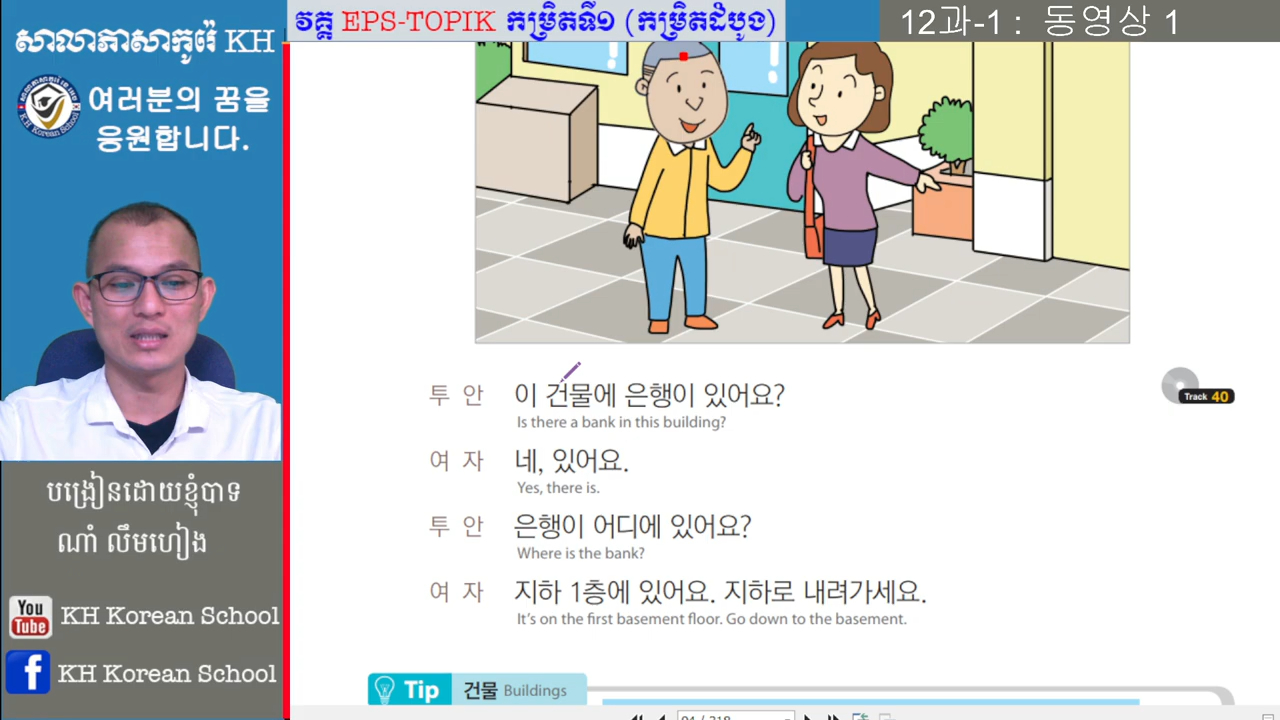 សាលាភាសាកូរ៉េ KH
여러분의 꿈을
응원합니다.
វគ្គ EPS-TOPIK កម្រិតទី១ (កម្រិតដំបូង)
12과-1 : 동영상 1
투 안 이 건물에 은행이 있어요?
Is there a bank in this building?
Track 40
여 자 네, 있어요.
Yes, there is.
투 안 은행이 어디에 있어요?
Where is the bank?
여 자 지하 1층에 있어요. 지하로 내려가세요.
It's on the first basement floor. Go down to the basement.
Tip 건물 Buildings
បង្រៀនដោយខ្ញុំបាទ
ណាំ លឹមហៀង
You Tube KH Korean School
f KH Korean School